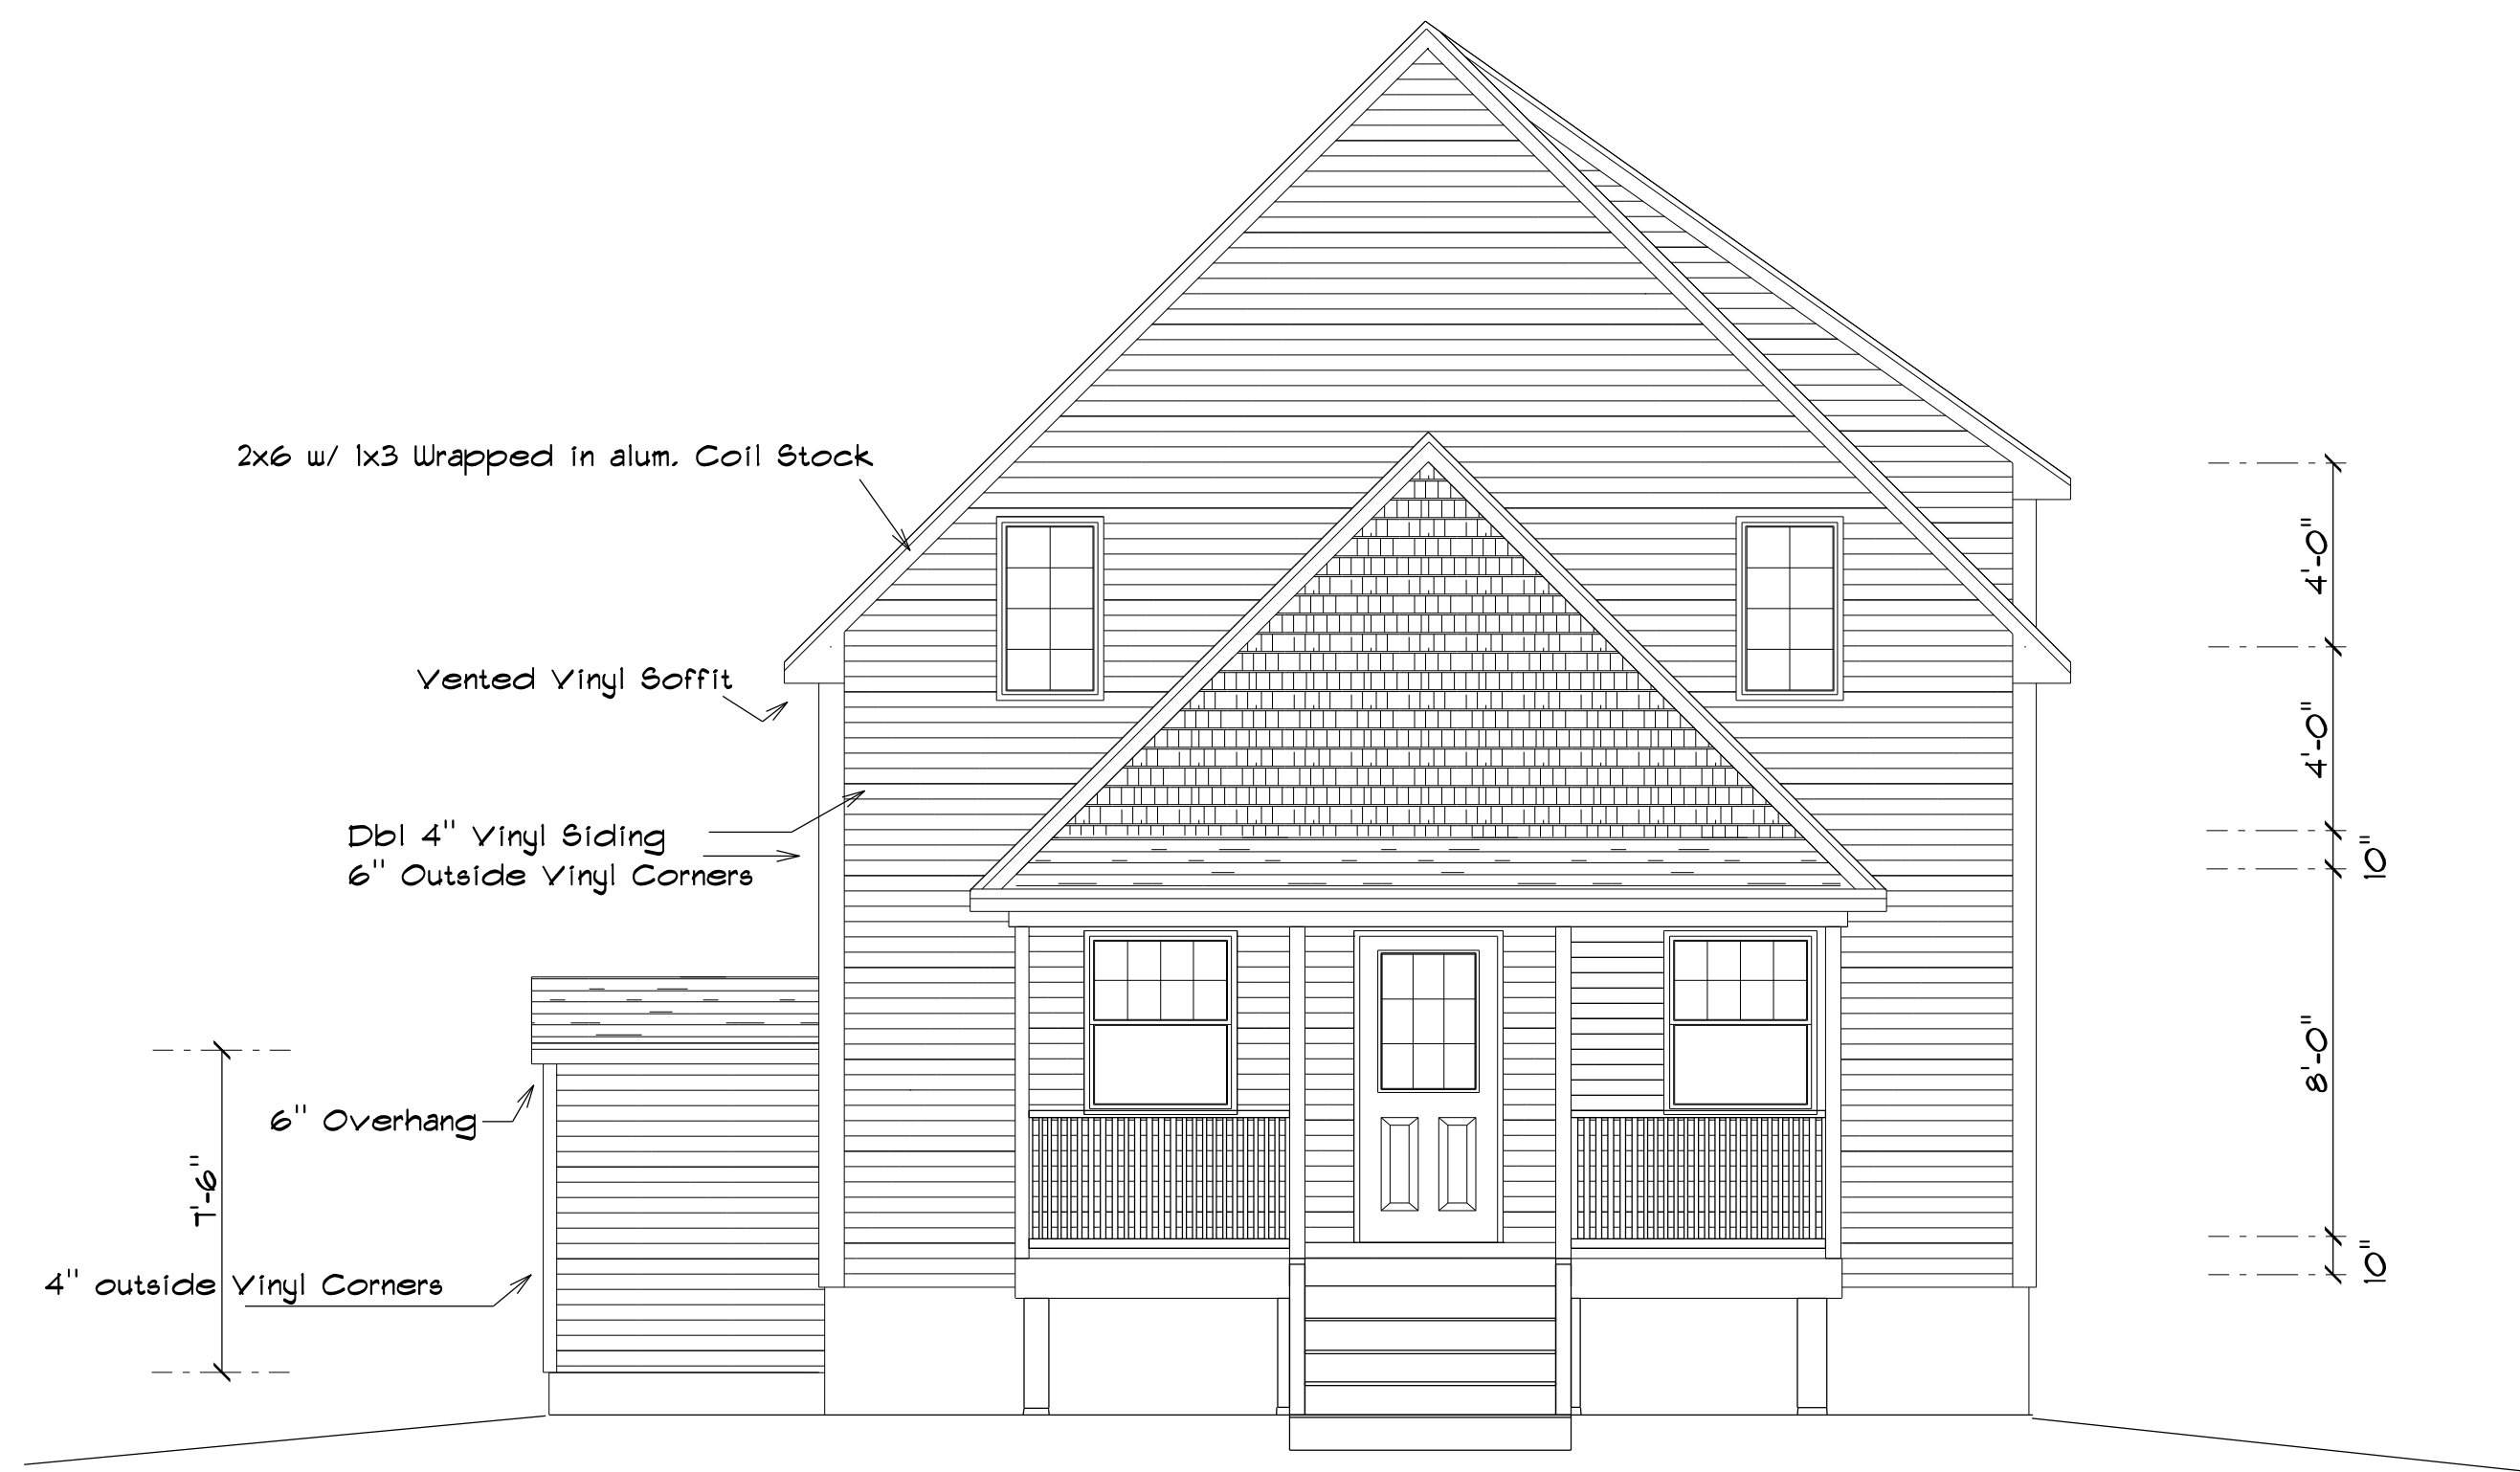 2x6 w/ 1x3 Wrapped in alum. Coil Stock
Vented Vinyl Soffit
Dbl 4" Vinyl Siding
6" Outside Vinyl Corners
6" Overhang
7'-6"
4" outside Vinyl Corners
4'-0"
4'-0"
10"
8'-0"
10"